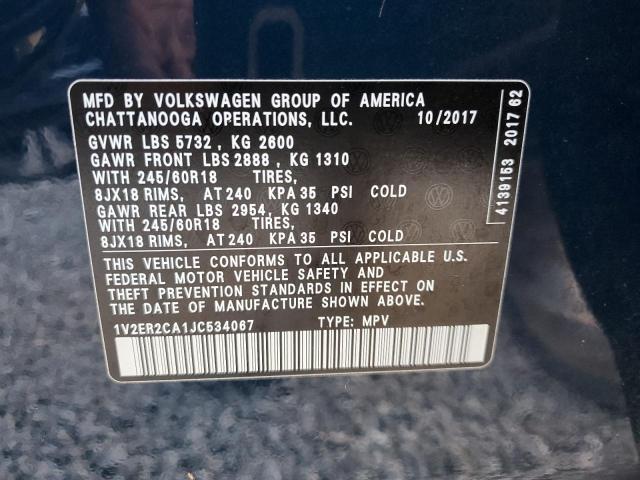 MFD BY VOLKSWAGEN GROUP OF AMERICA
CHATTANOOGA OPERATIONS, LLC. 10/2017
GVWR LBS 5732 , KG 2600
GAWR FRONT LBS 2888 , KG 1310
WITH 245/60R18 TIRES,
8JX18 RIMS, AT 240 KPA 35 PSI COLD
GAWR REAR LBS 2954, KG 1340
WITH 245/60R18 TIRES,
8JX18 RIMS, AT 240 KPA 35 PSI COLD
THIS VEHICLE CONFORMS TO ALL APPLICABLE U.S.
FEDERAL MOTOR VEHICLE SAFETY AND
THEFT PREVENTION STANDARDS IN EFFECT ON
THE DATE OF MANUFACTURE SHOWN ABOVE.
1V2ER2CA1JC534067 TYPE: MPV
4139153 2017 62